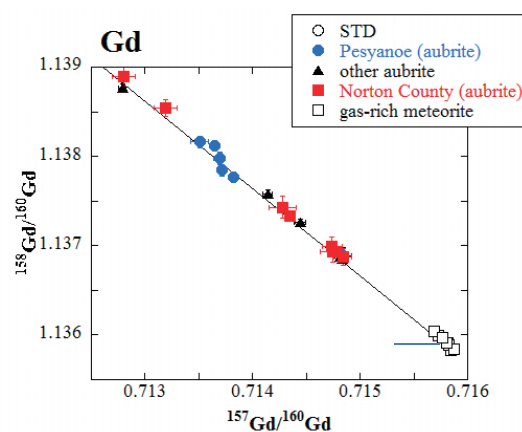 Gd
STD
Pesyanoe (aubrite)
other aubrite
Norton County (aubrite)
gas-rich meteorite
1.139
1.138
1.137
1.136
158Gd/160Gd
0.713
0.714
0.715
0.716
157Gd/160Gd